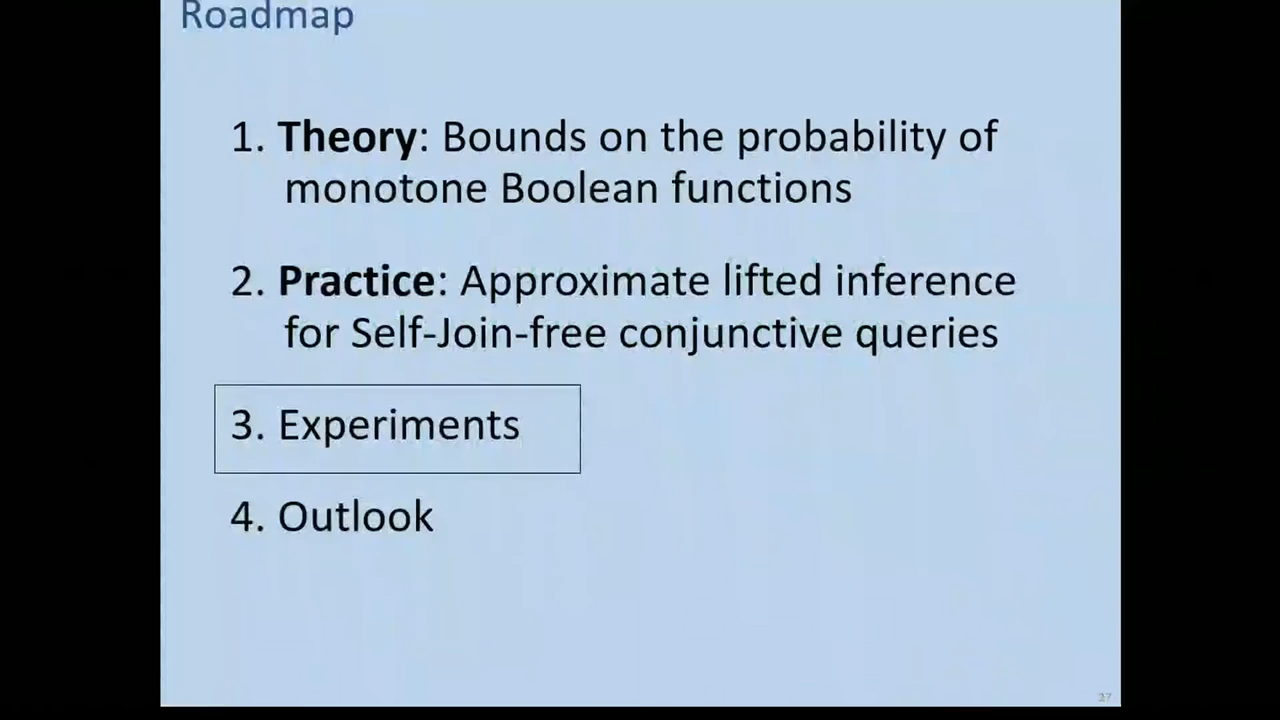 Roadmap
1. Theory: Bounds on the probability of
monotone Boolean functions
2. Practice: Approximate lifted inference
for Self-Join-free conjunctive queries
3. Experiments
4. Outlook
27